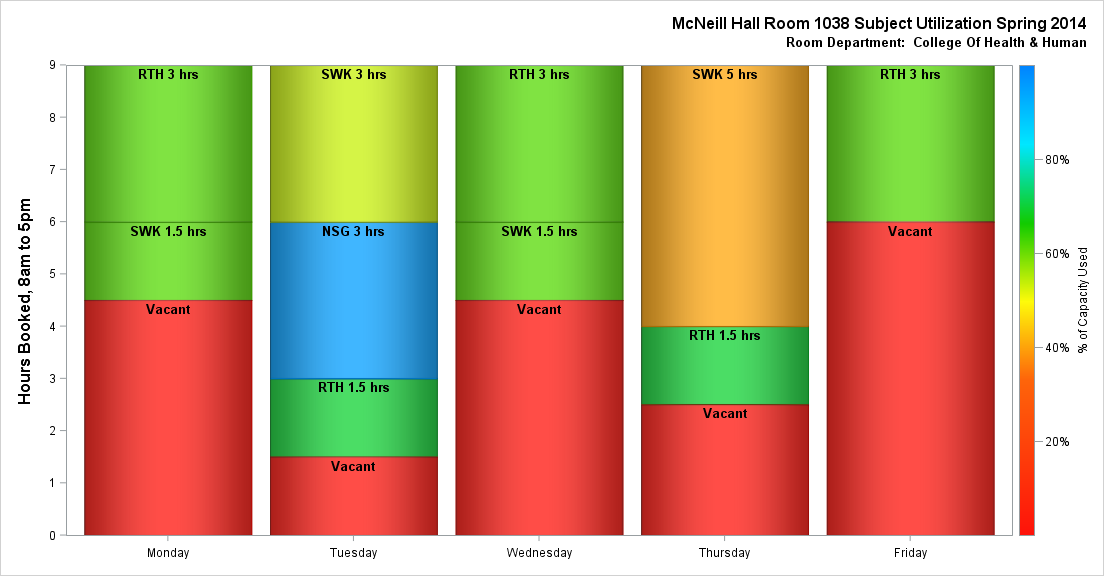 McNeill Hall Room 1038 Subject Utilization Spring 2014
Room Department: College Of Health & Human
Hours Booked, 8am to 5pm
9
8
7
6
5
4
3
2
1
0
RTH 3 hrs
SWK 1.5 hrs
Vacant
SWK 3 hrs
NSG 3 hrs
RTH 1.5 hrs
Vacant
RTH 3 hrs
SWK 1.5 hrs
Vacant
SWK 5 hrs
RTH 1.5 hrs
Vacant
RTH 3 hrs
Vacant
Monday
Tuesday
Wednesday
Thursday
Friday
80%
60%
40%
20%
% of Capacity Used